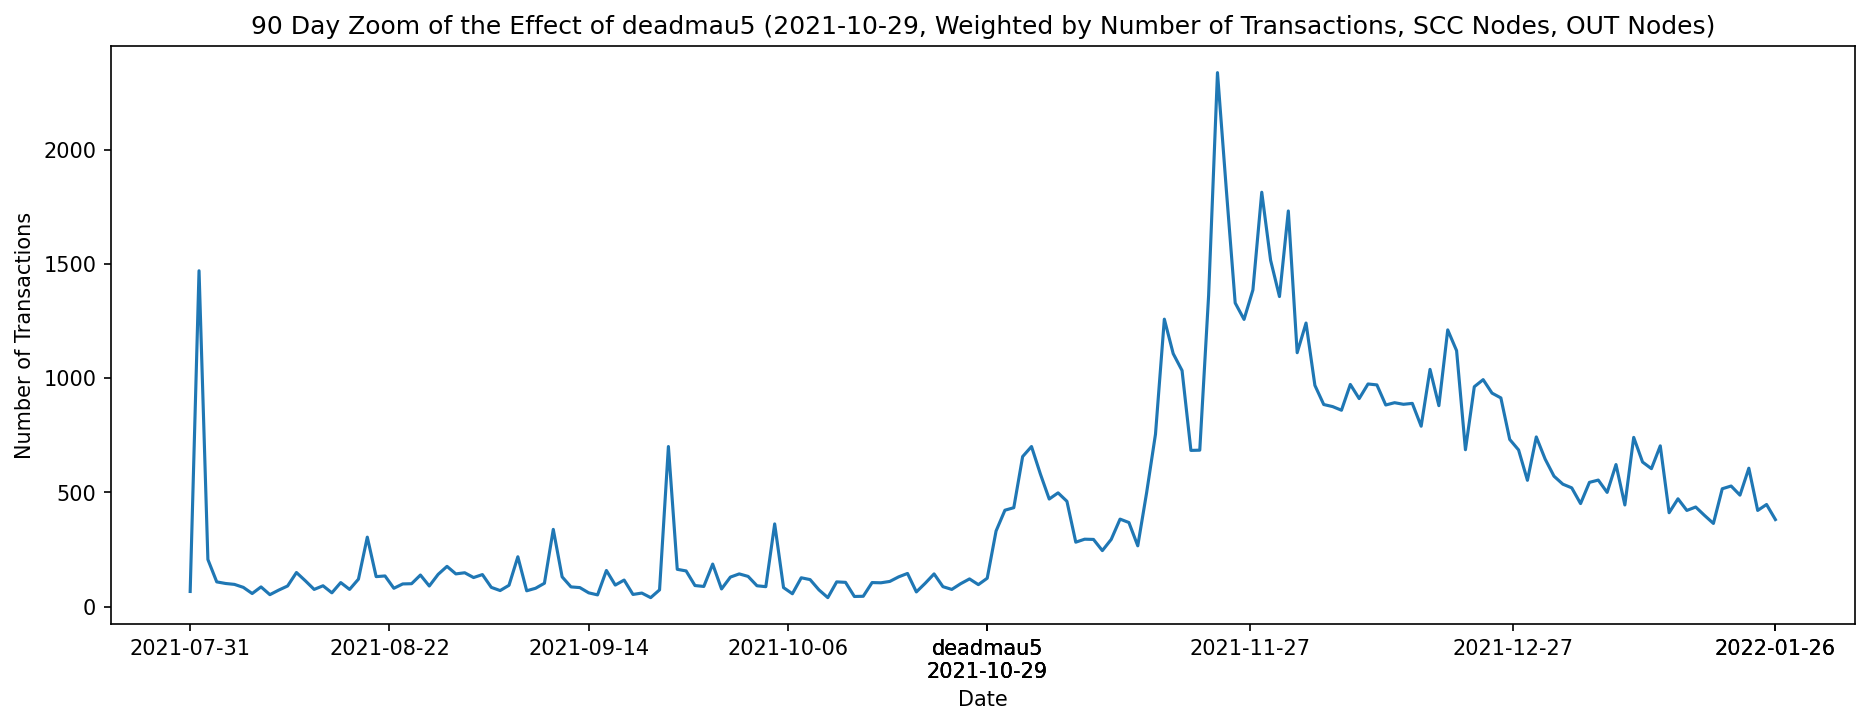 90 Day Zoom of the Effect of deadmau5 (2021-10-29, Weighted by Number of Transactions, SCC Nodes, OUT Nodes)
Number of Transactions
2000
1500
1000
500
0
2021-07-31 2021-08-22 2021-09-14 2021-10-06 deadmau5 2021-11-27 2021-12-27 2022-01-26
2021-10-29
Date